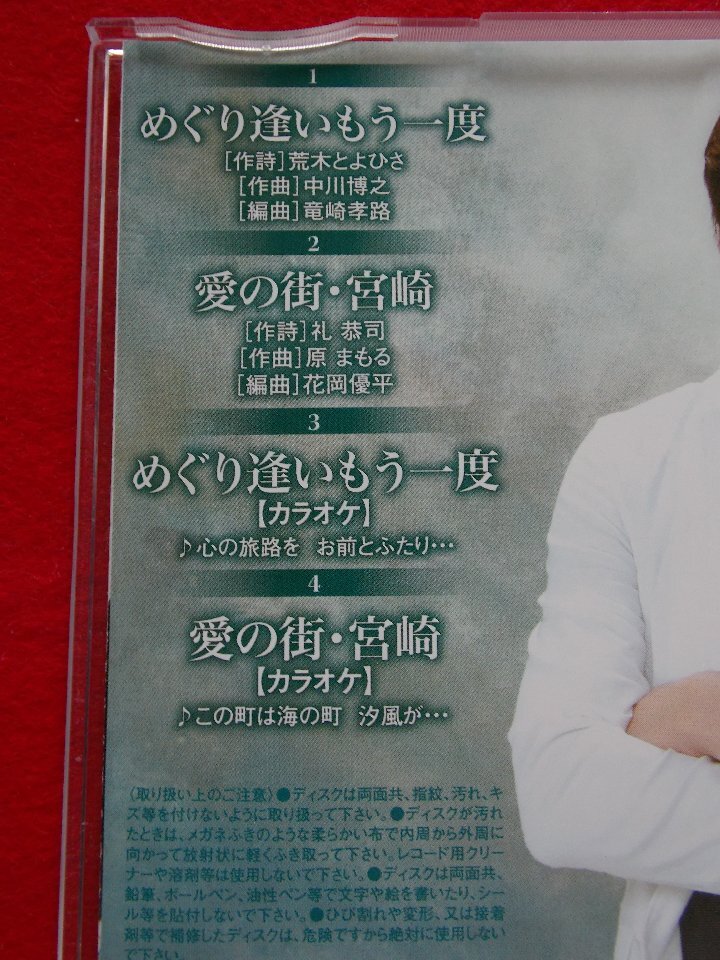 1
めぐり逢いもう一度
[作詩]荒木とよひさ
[作曲]中川博之
[編曲]竜崎孝路
2
愛の街・宮崎
[作詩]礼 恭司
[作曲]原 まもる
[編曲]花岡優平
3
めぐり逢いもう一度
【カラオケ】
♪心の旅路を お前とふたり…
4
愛の街・宮崎
【カラオケ】
♪この町は海の町 汐風が…
〈取り扱い上のご注意〉●ディスクは両面共、指紋、汚れ、キ
ズ等を付けないように取り扱って下さい。●ディスクが汚れ
たときは、メガネふきのような柔らかい布で内周から外周に
向かって放射状に軽くふき取って下さい。レコード用クリー
ナーや溶剤等は使用しないで下さい。●ディスクは両面共、
鉛筆、ボールペン、油性ペン等で文字や絵を書いたり、シー
ル等を貼付しないで下さい。●ひび割れや変形、又は接着
剤等で補修したディスクは、危険ですから絶対に使用しない
で下さい。